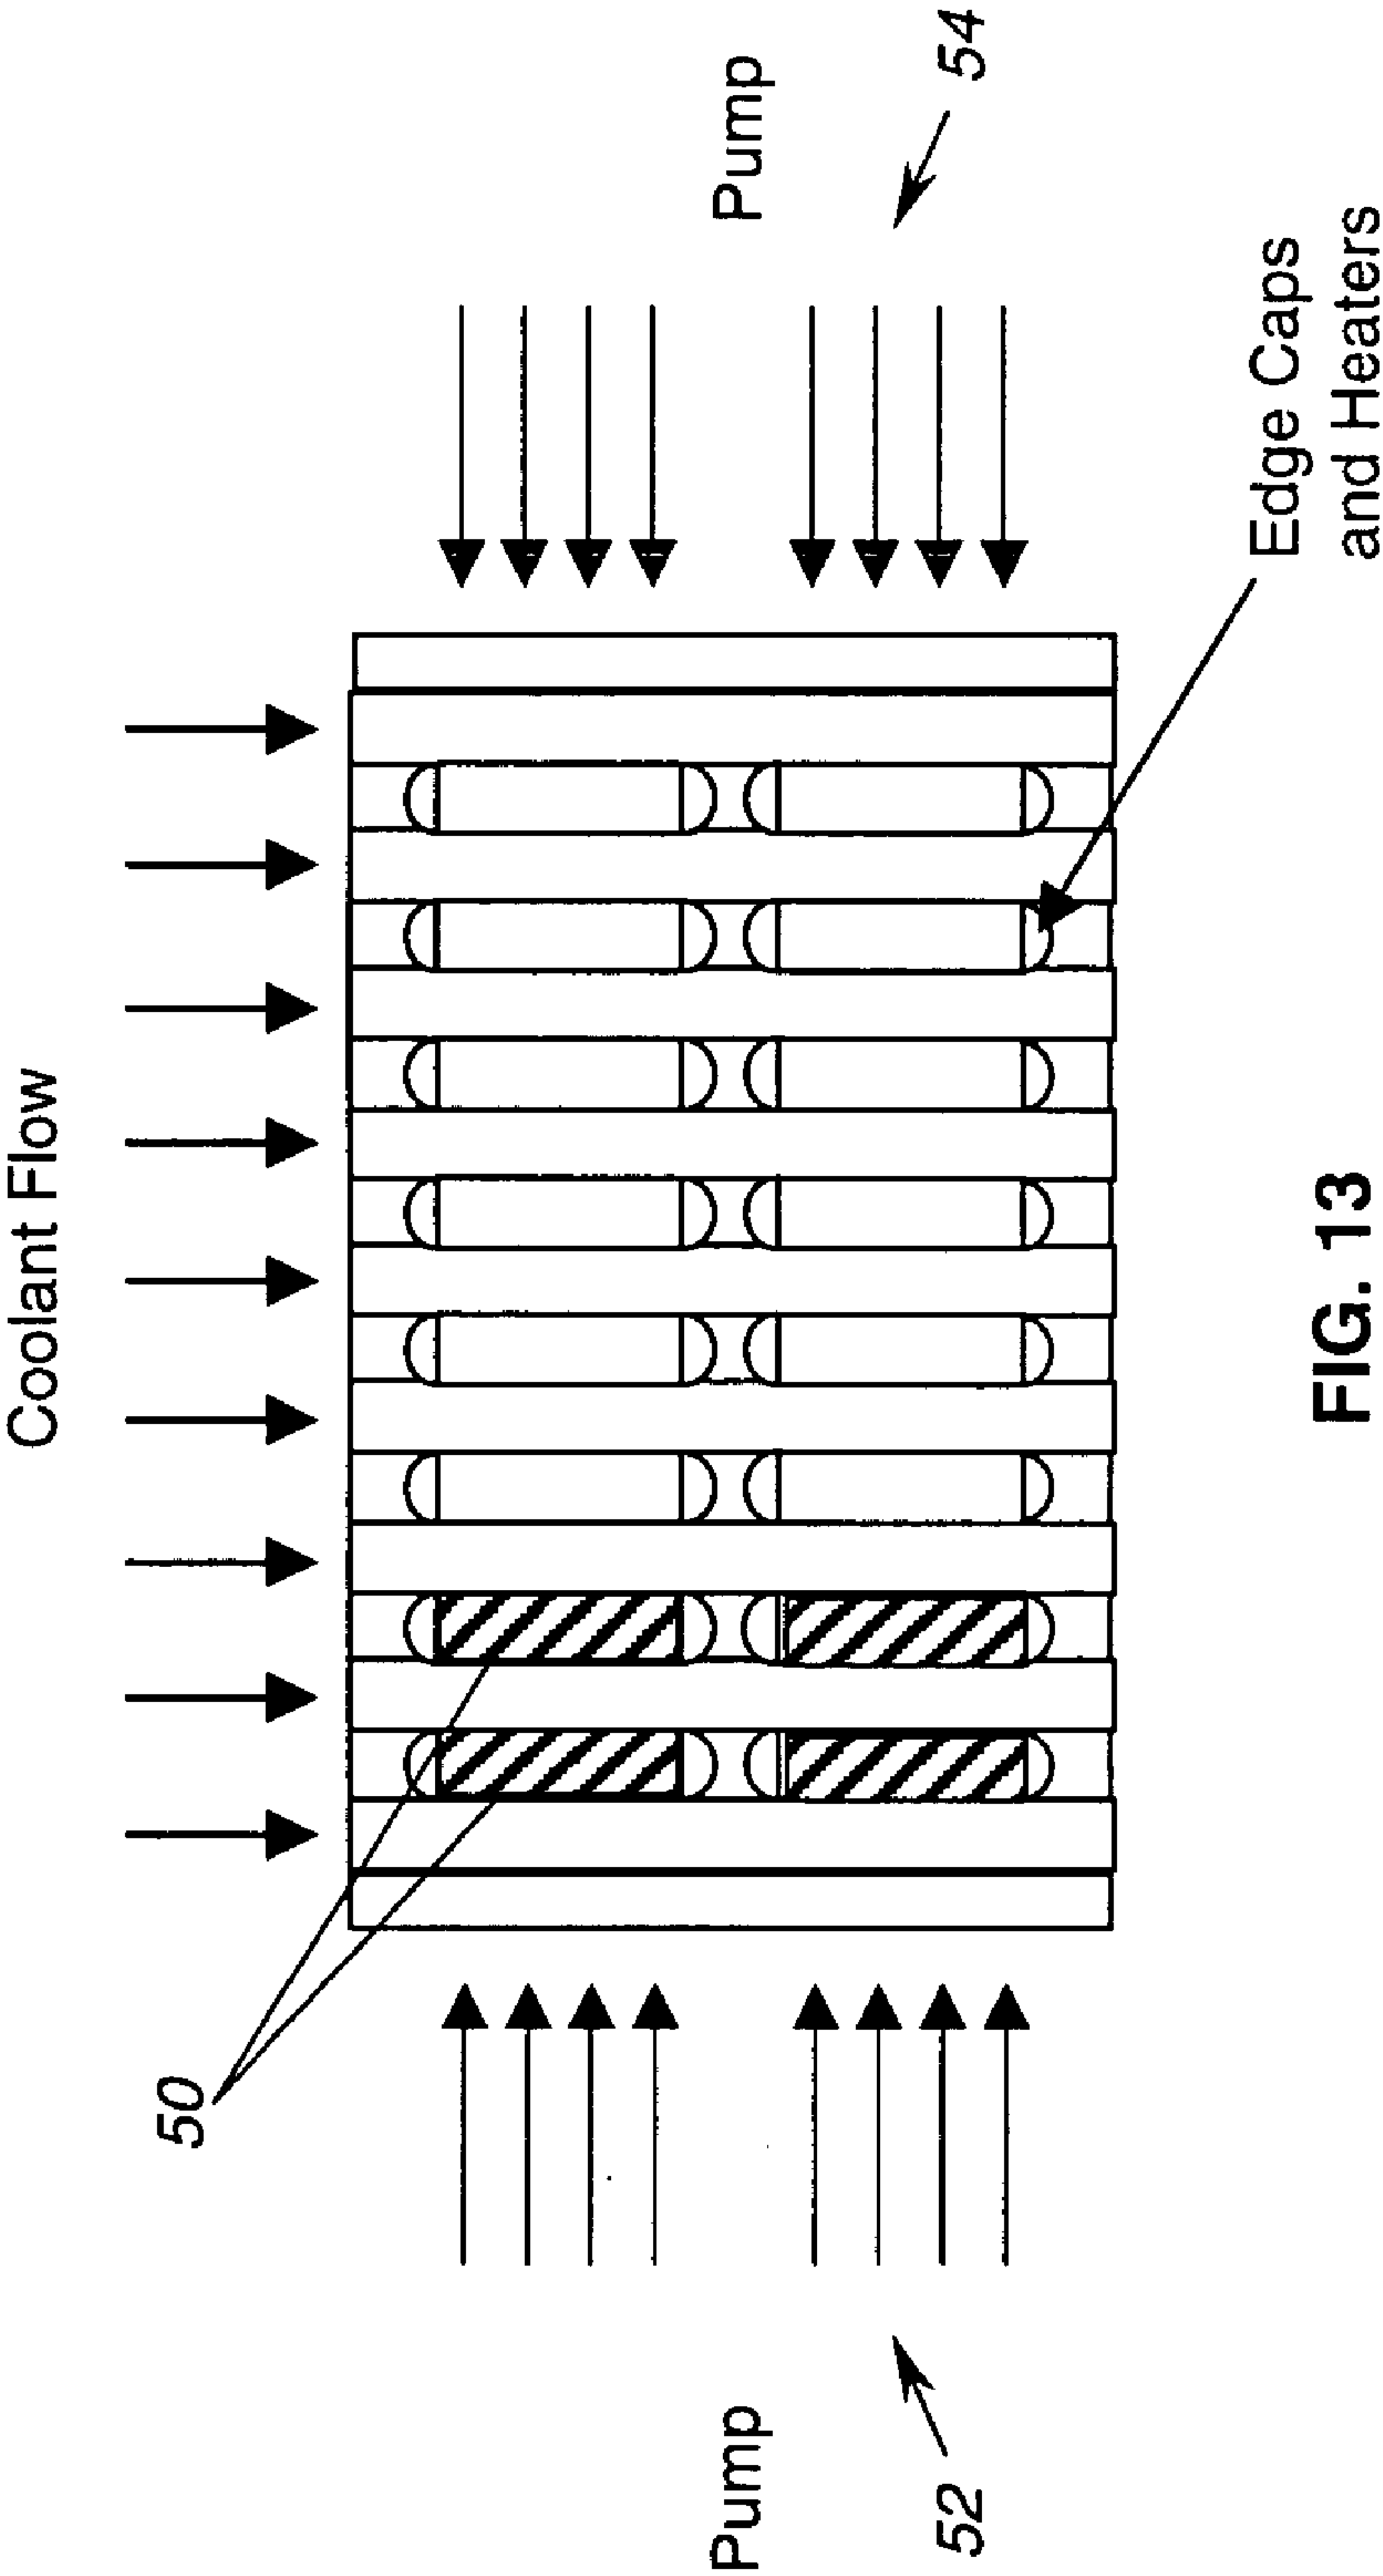 Coolant Flow
50
Pump
52
Pump
54
Edge Caps
and Heaters
FIG. 13